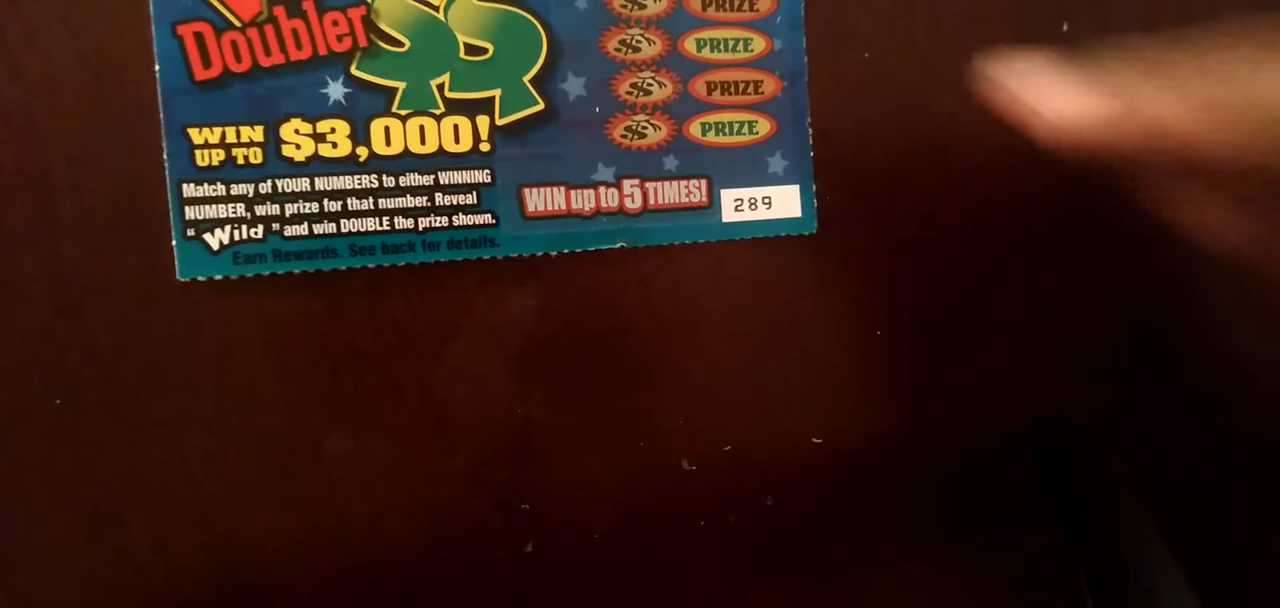 Doubler
$$
WIN
UP TO $3,000!
Match any of YOUR NUMBERS to either WINNING
NUMBER, win prize for that number. Reveal
“Wild” and win DOUBLE the prize shown.
Earn Rewards. See back for details.
$ PRIZE
$ PRIZE
$ PRIZE
$ PRIZE
WIN up to 5 TIMES!
289